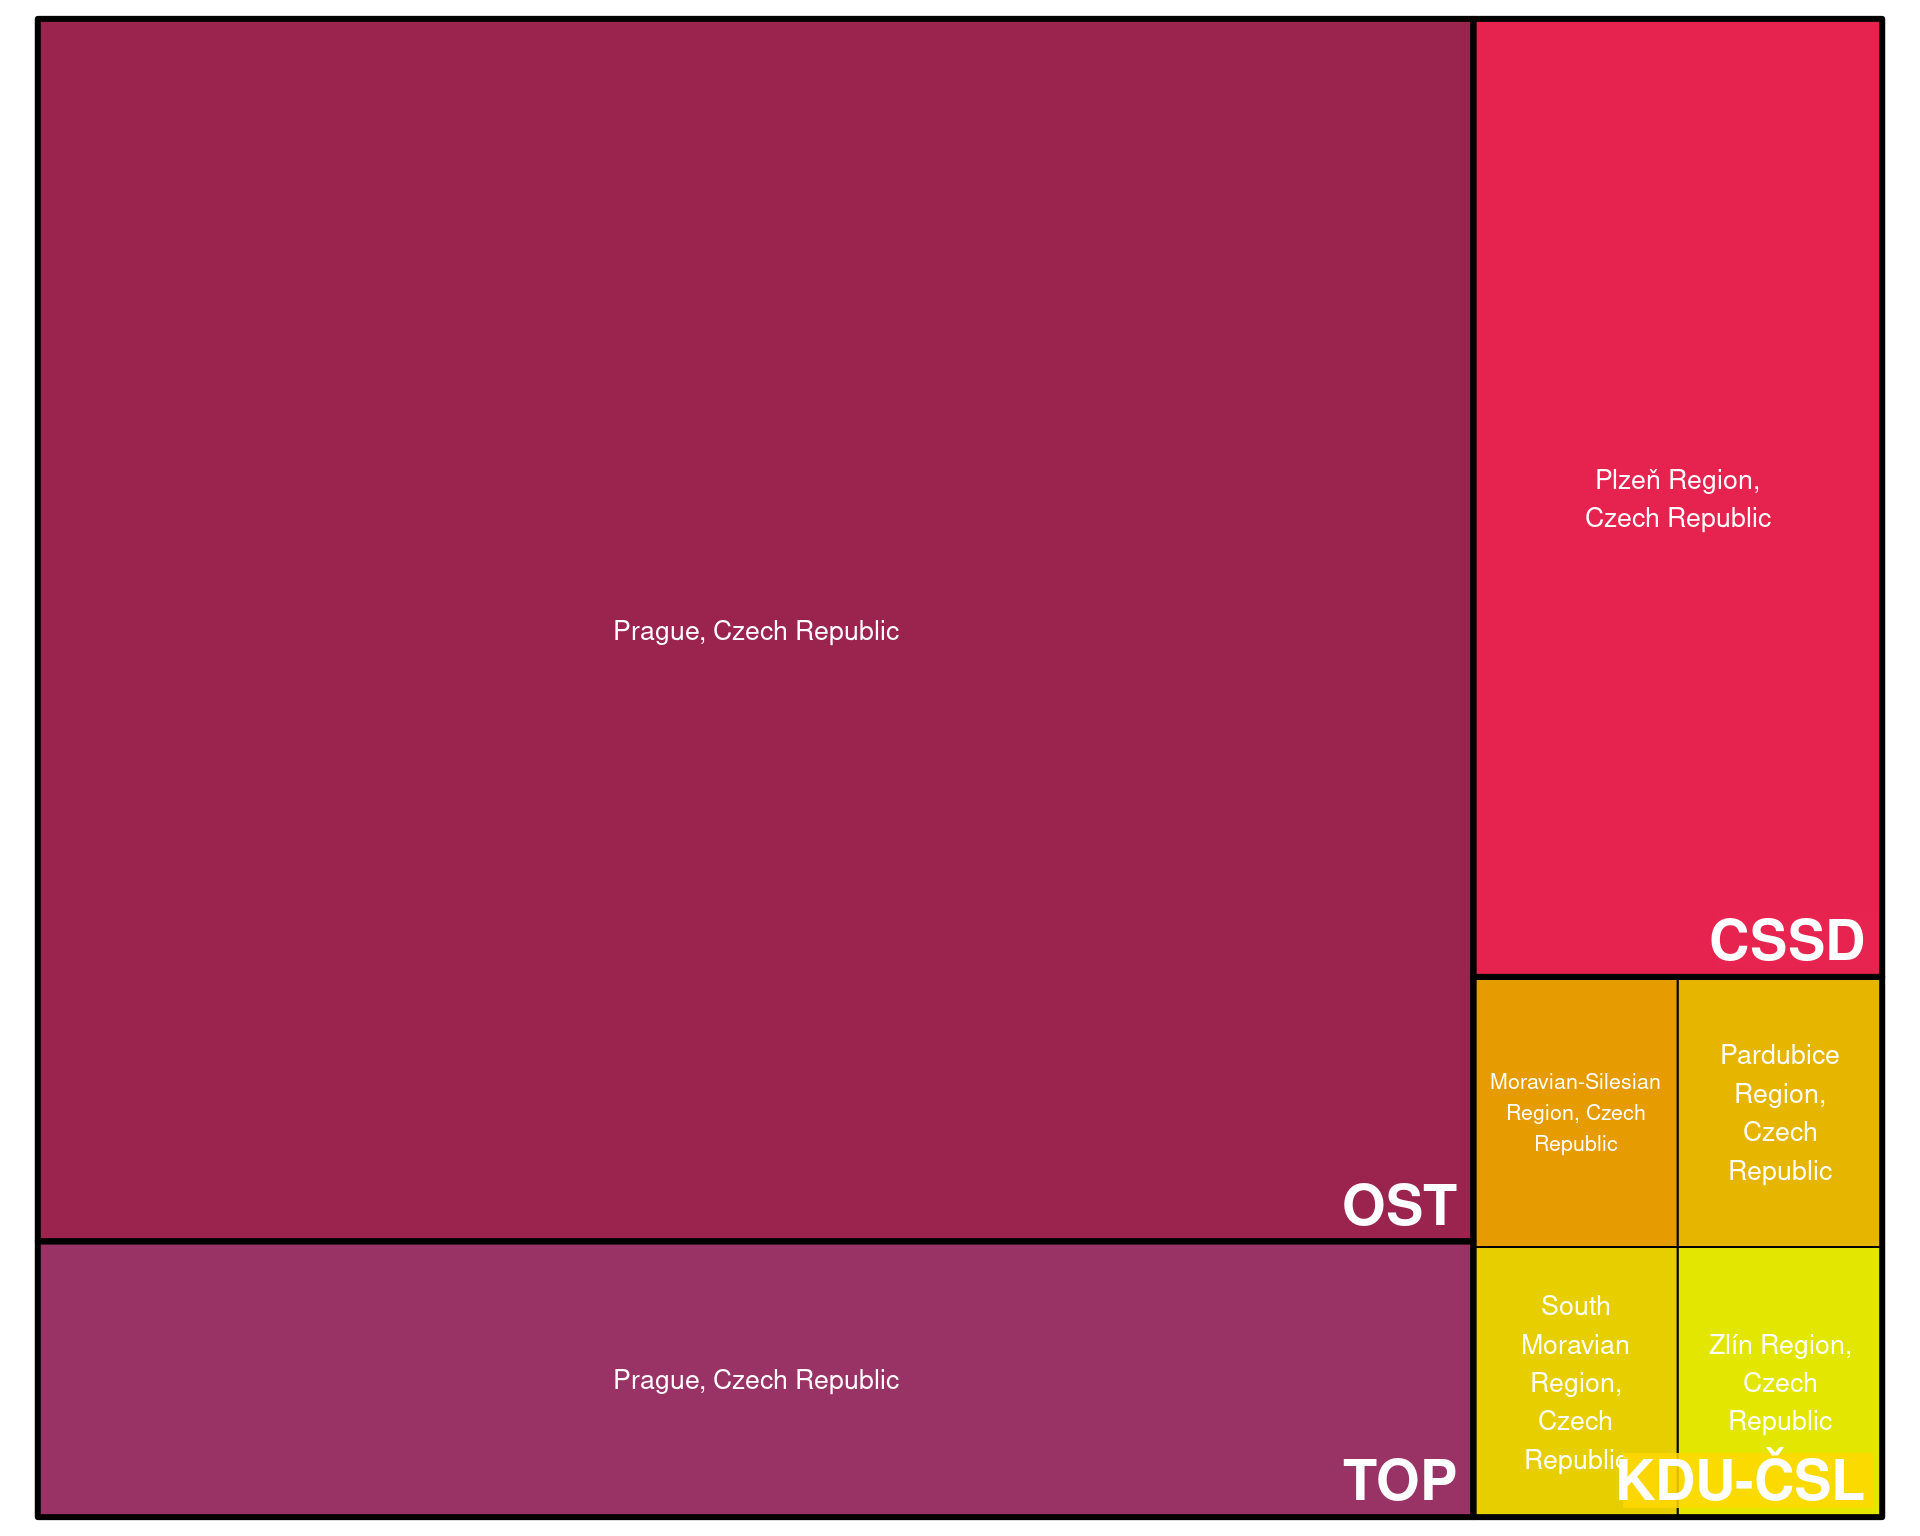 Prague, Czech Republic
OST
Prague, Czech Republic
TOP
Plzeň Region,
Czech Republic
CSSD
Moravian-Silesian
Region, Czech
Republic
Pardubice
Region,
Czech
Republic
South
Moravian
Region,
Czech
Republic
Zlín Region,
Czech
Republic
KDU-ČSL